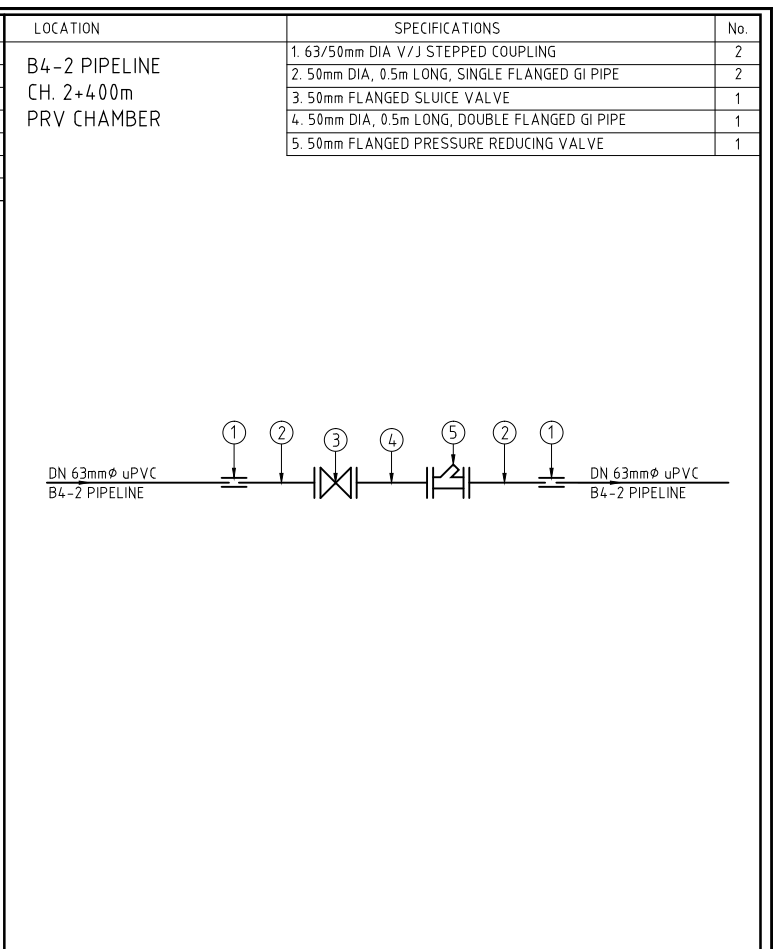 LOCATION SPECIFICATIONS No.
B4-2 PIPELINE
CH. 2+400m
PRV CHAMBER
1. 63/50mm DIA V/J STEPPED COUPLING 2
2. 50mm DIA, 0.5m LONG, SINGLE FLANGED GI PIPE 2
3. 50mm FLANGED SLUICE VALVE 1
4. 50mm DIA, 0.5m LONG, DOUBLE FLANGED GI PIPE 1
5. 50mm FLANGED PRESSURE REDUCING VALVE 1
1 2 3 4 5 2 1
DN 63mmø uPVC
B4-2 PIPELINE
DN 63mmø uPVC
B4-2 PIPELINE